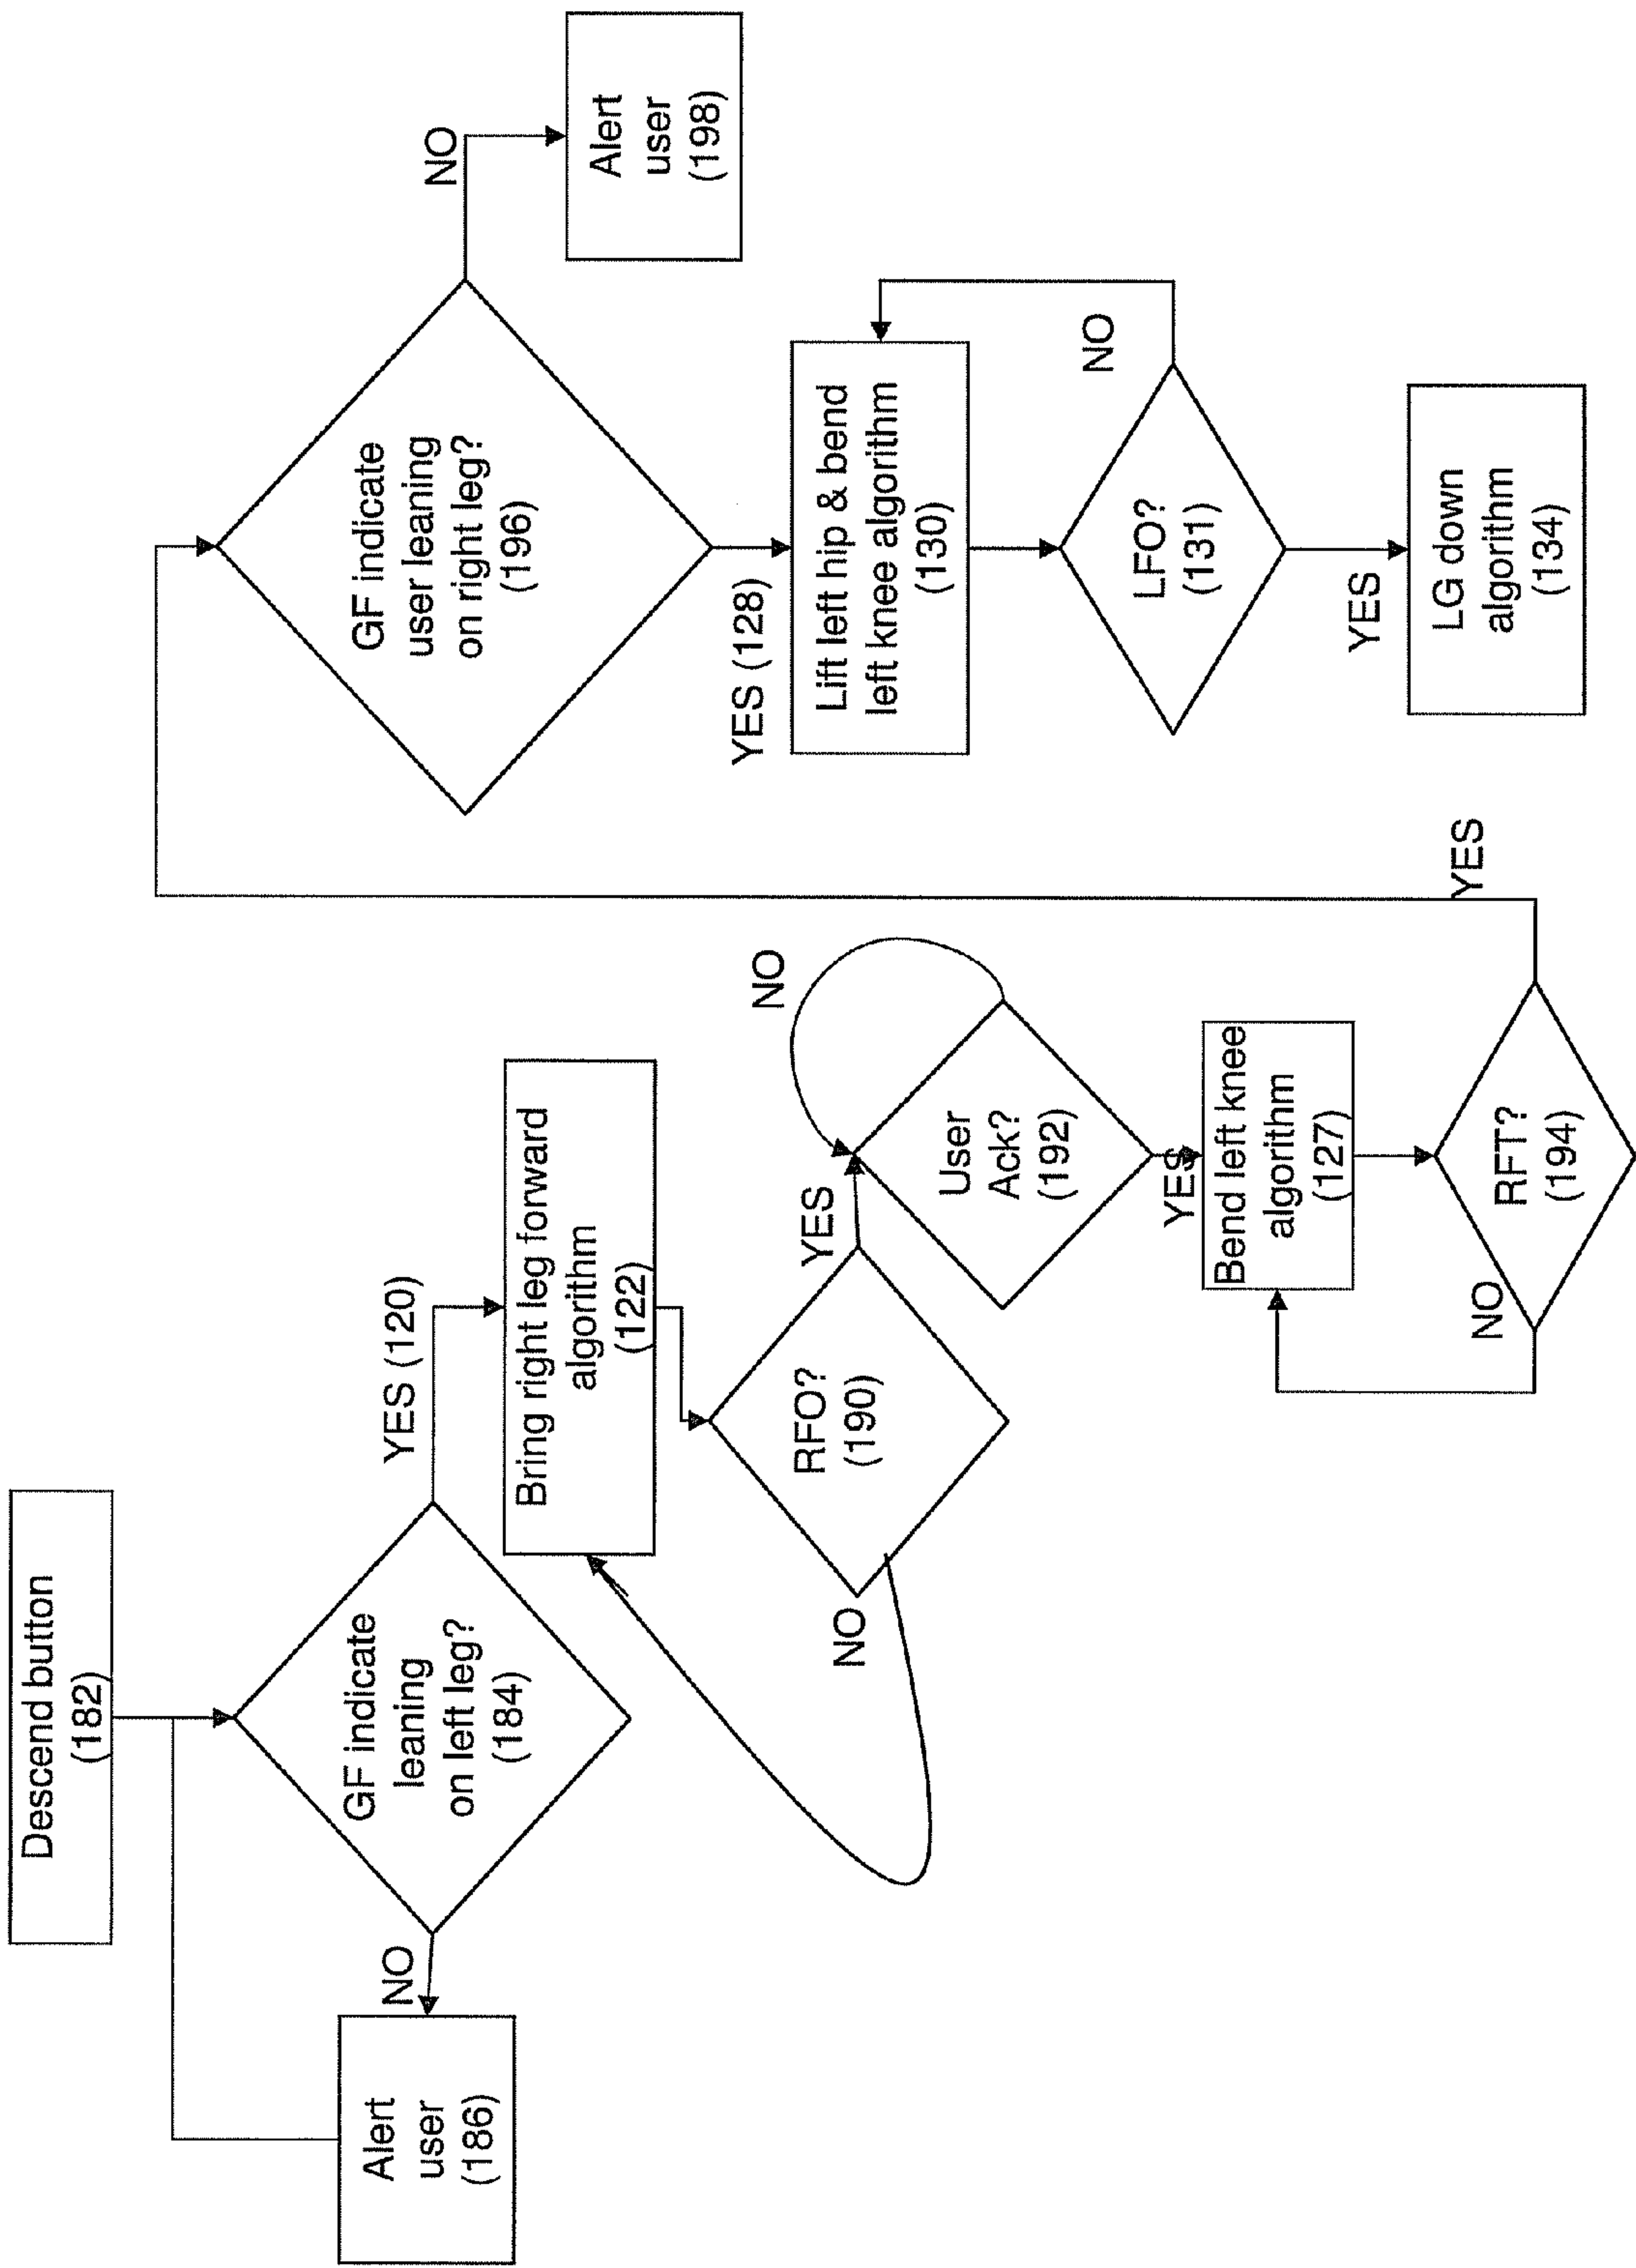 Descend button
(182)
GF indicate
leaning
on left leg?
(184)
NO
Alert
user
(186)
YES (120)
Bring right leg forward
algorithm
(122)
RFO?
(190)
NO
YES
User
Ack?
(192)
NO
YES
Bend left knee
algorithm
(127)
RFT?
(194)
NO
YES
GF indicate
user leaning
on right leg?
(196)
NO
Alert
user
(198)
YES (128)
Lift left hip & bend
left knee algorithm
(130)
LFO?
(131)
NO
YES
LG down
algorithm
(134)